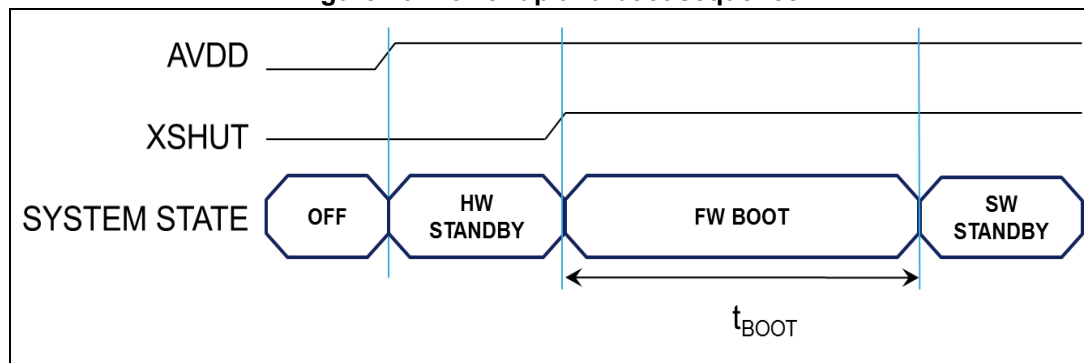 AVDD
XSHUT
SYSTEM STATE
OFF
HW
STANDBY
FW BOOT
SW
STANDBY
tBOOT